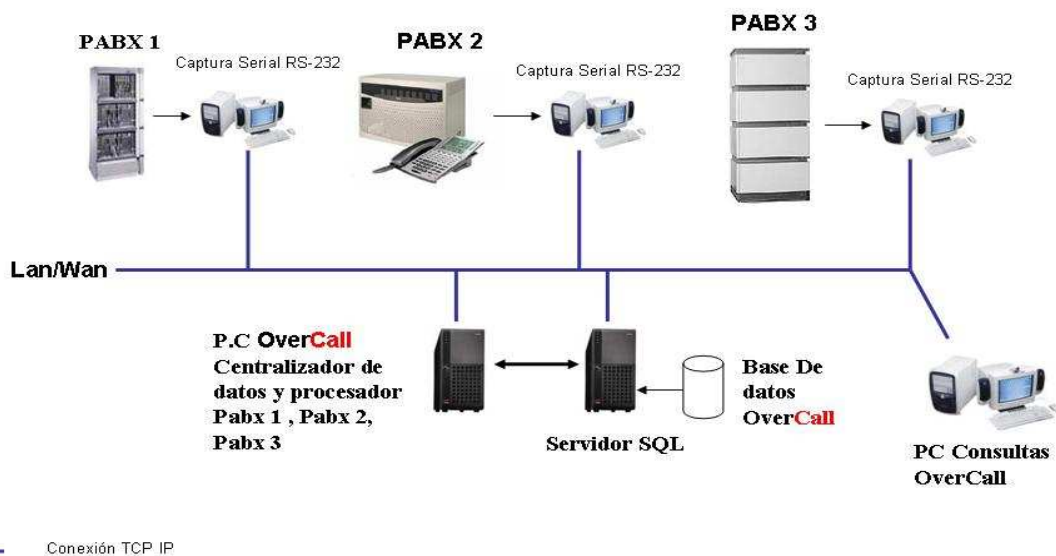 PABX 1
Captura Serial RS-232
PABX 2
Captura Serial RS-232
PABX 3
Captura Serial RS-232
Lan/Wan
P.C OverCall
Centralizador de
datos y procesador
Pabx 1 , Pabx 2,
Pabx 3
Servidor SQL
Base De
datos
OverCall
PC Consultas
OverCall
Conexión TCP IP